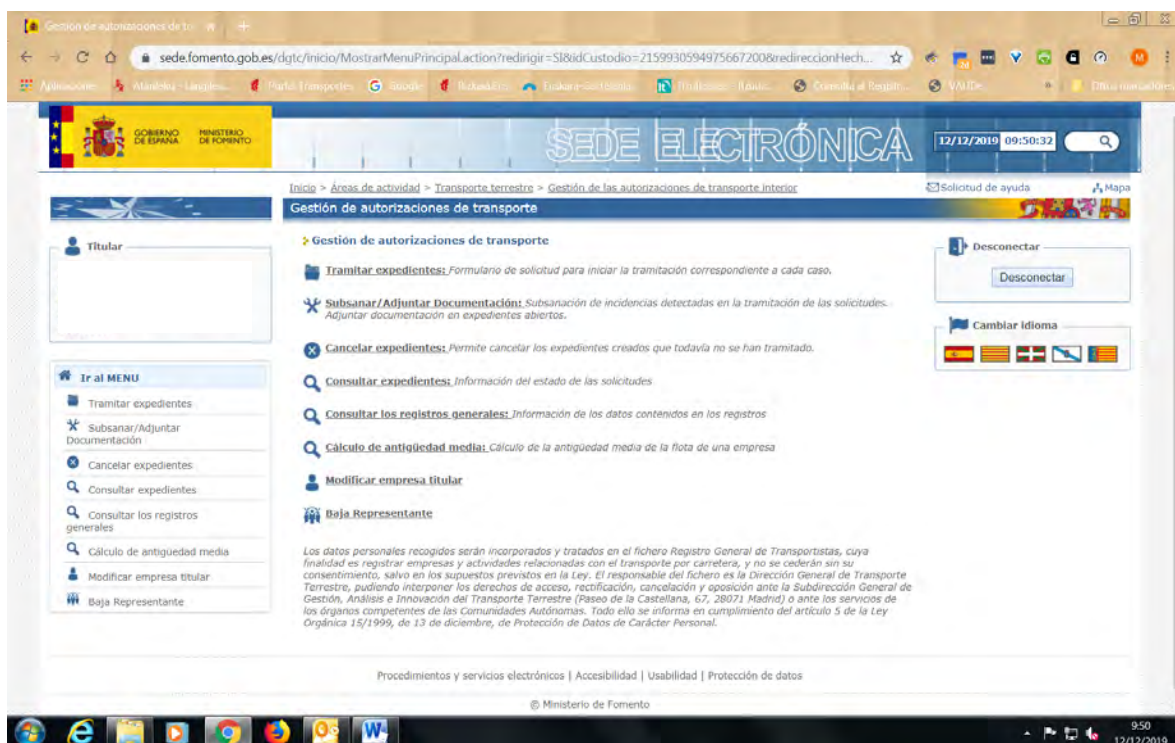 Gestión de autorizaciones de to
sede.fomento.gob.es/dgtc/inicio/MostrarMenuPrincipal.action?redirigir=SI&idCustodio=21599305949756672008&redireccionHech...
Aplicaciones
Portal Transportes
Google
Consulta al Registr...
Otros marcadores
GOBIERNO DE ESPAÑA
MINISTERIO DE FOMENTO
SEDE ELECTRÓNICA
12/12/2019 09:50:32
Inicio > Áreas de actividad > Transporte terrestre > Gestión de las autorizaciones de transporte interior
Solicitud de ayuda
Mapa
Gestión de autorizaciones de transporte
Titular
Ir al MENU
Tramitar expedientes
Subsanar/Adjuntar
Documentación
Cancelar expedientes
Consultar expedientes
Consultar los registros
generales
Cálculo de antigüedad media
Modificar empresa titular
Baja Representante
Gestión de autorizaciones de transporte
Tramitar expedientes: Formulario de solicitud para iniciar la tramitación correspondiente a cada caso.
Subsanar/Adjuntar Documentación: Subsanación de incidencias detectadas en la tramitación de las solicitudes.
Adjuntar documentación en expedientes abiertos.
Cancelar expedientes: Permite cancelar los expedientes creados que todavía no se han tramitado.
Consultar expedientes: Información del estado de las solicitudes
Consultar los registros generales: Información de los datos contenidos en los registros
Cálculo de antigüedad media: Cálculo de la antigüedad media de la flota de una empresa
Modificar empresa titular
Baja Representante
Los datos personales recogidos serán incorporados y tratados en el fichero Registro General de Transportistas, cuya
finalidad es registrar empresas y actividades relacionadas con el transporte por carretera, y no se cederán sin su
consentimiento, salvo en los supuestos previstos en la Ley. El responsable del fichero es la Dirección General de Transporte
Terrestre, pudiendo interponer los derechos de acceso, rectificación, cancelación y oposición ante la Subdirección General de
Gestión, Análisis e Innovación del Transporte Terrestre (Paseo de la Castellana, 67, 28071 Madrid) o ante los servicios de
los órganos competentes de las Comunidades Autónomas. Todo ello se informa en cumplimiento del artículo 5 de la Ley
Orgánica 15/1999, de 13 de diciembre, de Protección de Datos de Carácter Personal.
Desconectar
Desconectar
Cambiar idioma
Procedimientos y servicios electrónicos | Accesibilidad | Usabilidad | Protección de datos
© Ministerio de Fomento
9:50
12/12/2019